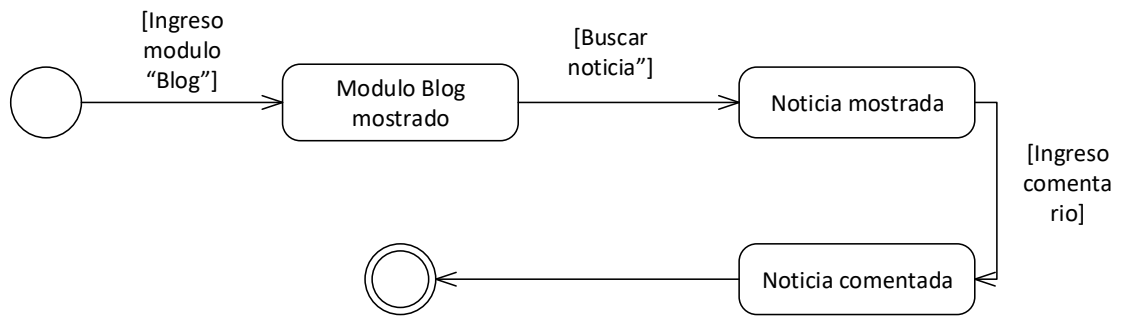 [Ingreso
modulo
“Blog”]
Modulo Blog
mostrado
[Buscar
noticia”]
Noticia mostrada
[Ingreso
comenta
rio]
Noticia comentada